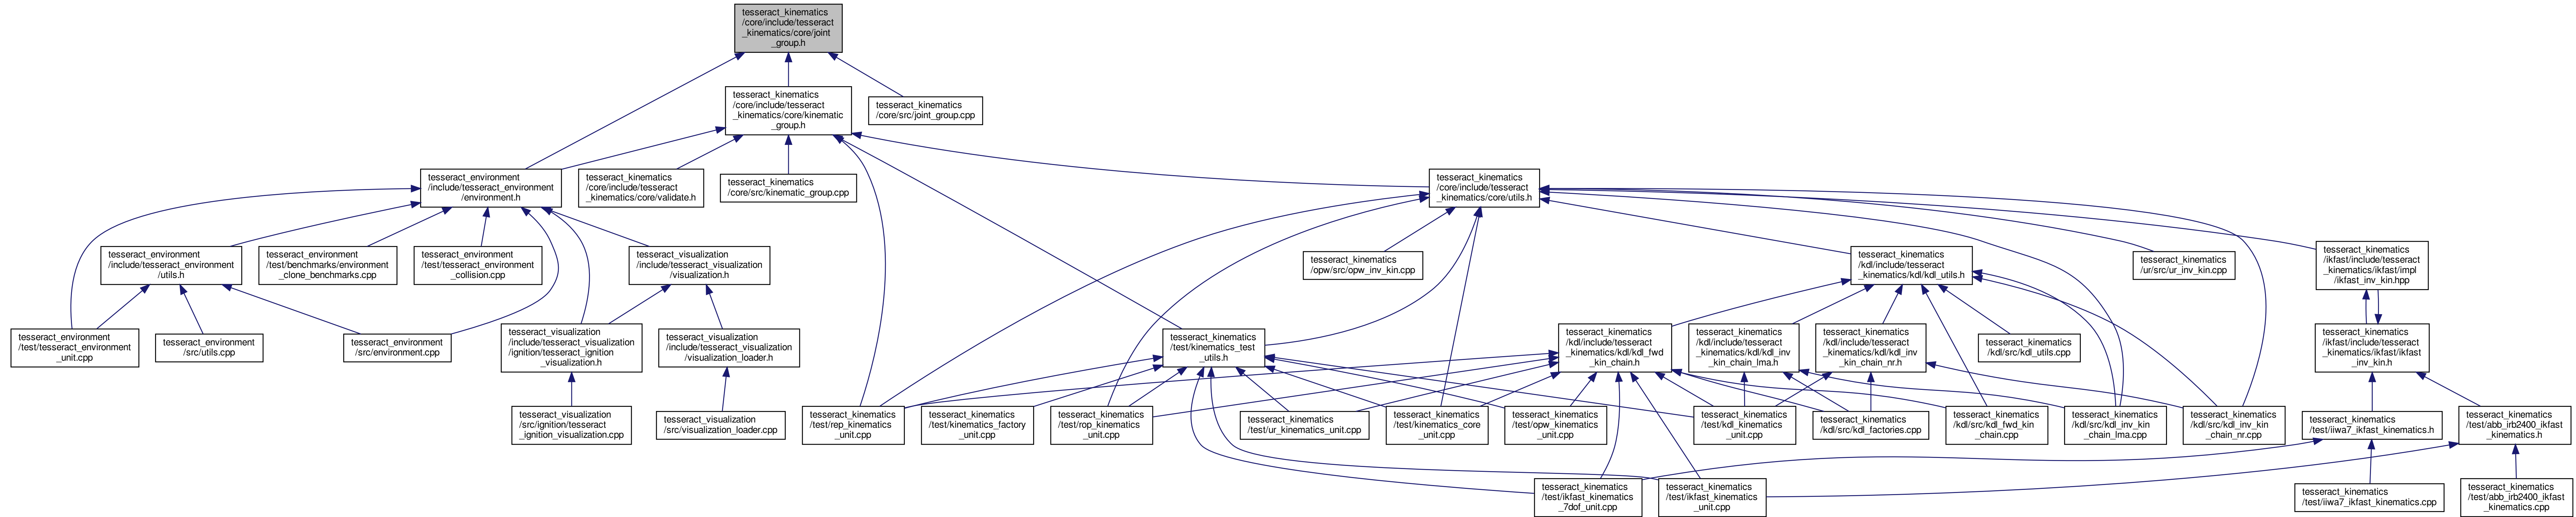 tesseract_kinematics
/core/include/tesseract
_kinematics/core/joint
_group.h
tesseract_kinematics
/core/include/tesseract
_kinematics/core/kinematic
_group.h
tesseract_kinematics
/core/src/joint_group.cpp
tesseract_environment
/include/tesseract_environment
/environment.h
tesseract_kinematics
/core/include/tesseract
_kinematics/core/validate.h
tesseract_kinematics
/core/src/kinematic_group.cpp
tesseract_kinematics
/core/include/tesseract
_kinematics/core/utils.h
tesseract_environment
/include/tesseract_environment
/utils.h
tesseract_environment
/test/benchmarks/environment
_clone_benchmarks.cpp
tesseract_environment
/test/tesseract_environment
_collision.cpp
tesseract_visualization
/include/tesseract_visualization
/visualization.h
tesseract_kinematics
/opw/src/opw_inv_kin.cpp
tesseract_kinematics
/kdl/include/tesseract
_kinematics/kdl/kdl_utils.h
tesseract_kinematics
/ur/src/ur_inv_kin.cpp
tesseract_kinematics
/ikfast/include/tesseract
_kinematics/ikfast/impl
/ikfast_inv_kin.hpp
tesseract_environment
/test/tesseract_environment
_unit.cpp
tesseract_environment
/src/utils.cpp
tesseract_environment
/src/environment.cpp
tesseract_visualization
/include/tesseract_visualization
/ignition/tesseract_ignition
_visualization.h
tesseract_visualization
/include/tesseract_visualization
/visualization_loader.h
tesseract_kinematics
/test/kinematics_test
_utils.h
tesseract_kinematics
/kdl/include/tesseract
_kinematics/kdl/kdl_fwd
_kin_chain.h
tesseract_kinematics
/kdl/include/tesseract
_kinematics/kdl/kdl_inv
_kin_chain_lma.h
tesseract_kinematics
/kdl/include/tesseract
_kinematics/kdl/kdl_inv
_kin_chain_nr.h
tesseract_kinematics
/kdl/src/kdl_utils.cpp
tesseract_kinematics
/ikfast/include/tesseract
_kinematics/ikfast/ikfast
_inv_kin.h
tesseract_visualization
/src/ignition/tesseract
_ignition_visualization.cpp
tesseract_visualization
/src/visualization_loader.cpp
tesseract_kinematics
/test/rep_kinematics
_unit.cpp
tesseract_kinematics
/test/kinematics_factory
_unit.cpp
tesseract_kinematics
/test/rop_kinematics
_unit.cpp
tesseract_kinematics
/test/ur_kinematics_unit.cpp
tesseract_kinematics
/test/kinematics_core
_unit.cpp
tesseract_kinematics
/test/opw_kinematics
_unit.cpp
tesseract_kinematics
/test/kdl_kinematics
_unit.cpp
tesseract_kinematics
/kdl/src/kdl_factories.cpp
tesseract_kinematics
/kdl/src/kdl_fwd_kin
_chain.cpp
tesseract_kinematics
/kdl/src/kdl_inv_kin
_chain_lma.cpp
tesseract_kinematics
/kdl/src/kdl_inv_kin
_chain_nr.cpp
tesseract_kinematics
/test/iiwa7_ikfast_kinematics.h
tesseract_kinematics
/test/abb_irb2400_ikfast
_kinematics.h
tesseract_kinematics
/test/ikfast_kinematics
_7dof_unit.cpp
tesseract_kinematics
/test/ikfast_kinematics
_unit.cpp
tesseract_kinematics
/test/iiwa7_ikfast_kinematics.cpp
tesseract_kinematics
/test/abb_irb2400_ikfast
_kinematics.cpp